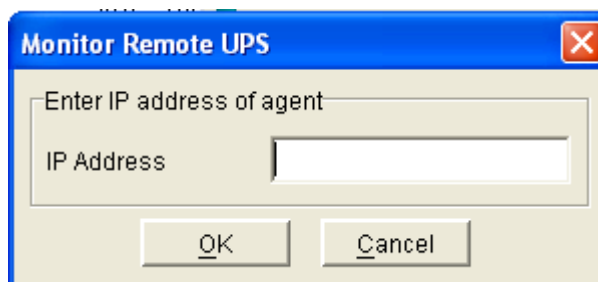 Monitor Remote UPS
Enter IP address of agent
IP Address
OK
Cancel